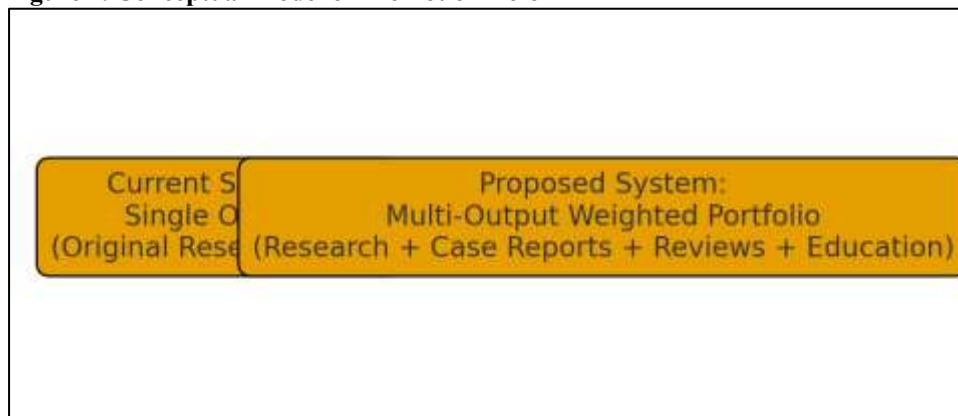 Current S
Single O
(Original Rese
Proposed System:
Multi-Output Weighted Portfolio
(Research + Case Reports + Reviews + Education)